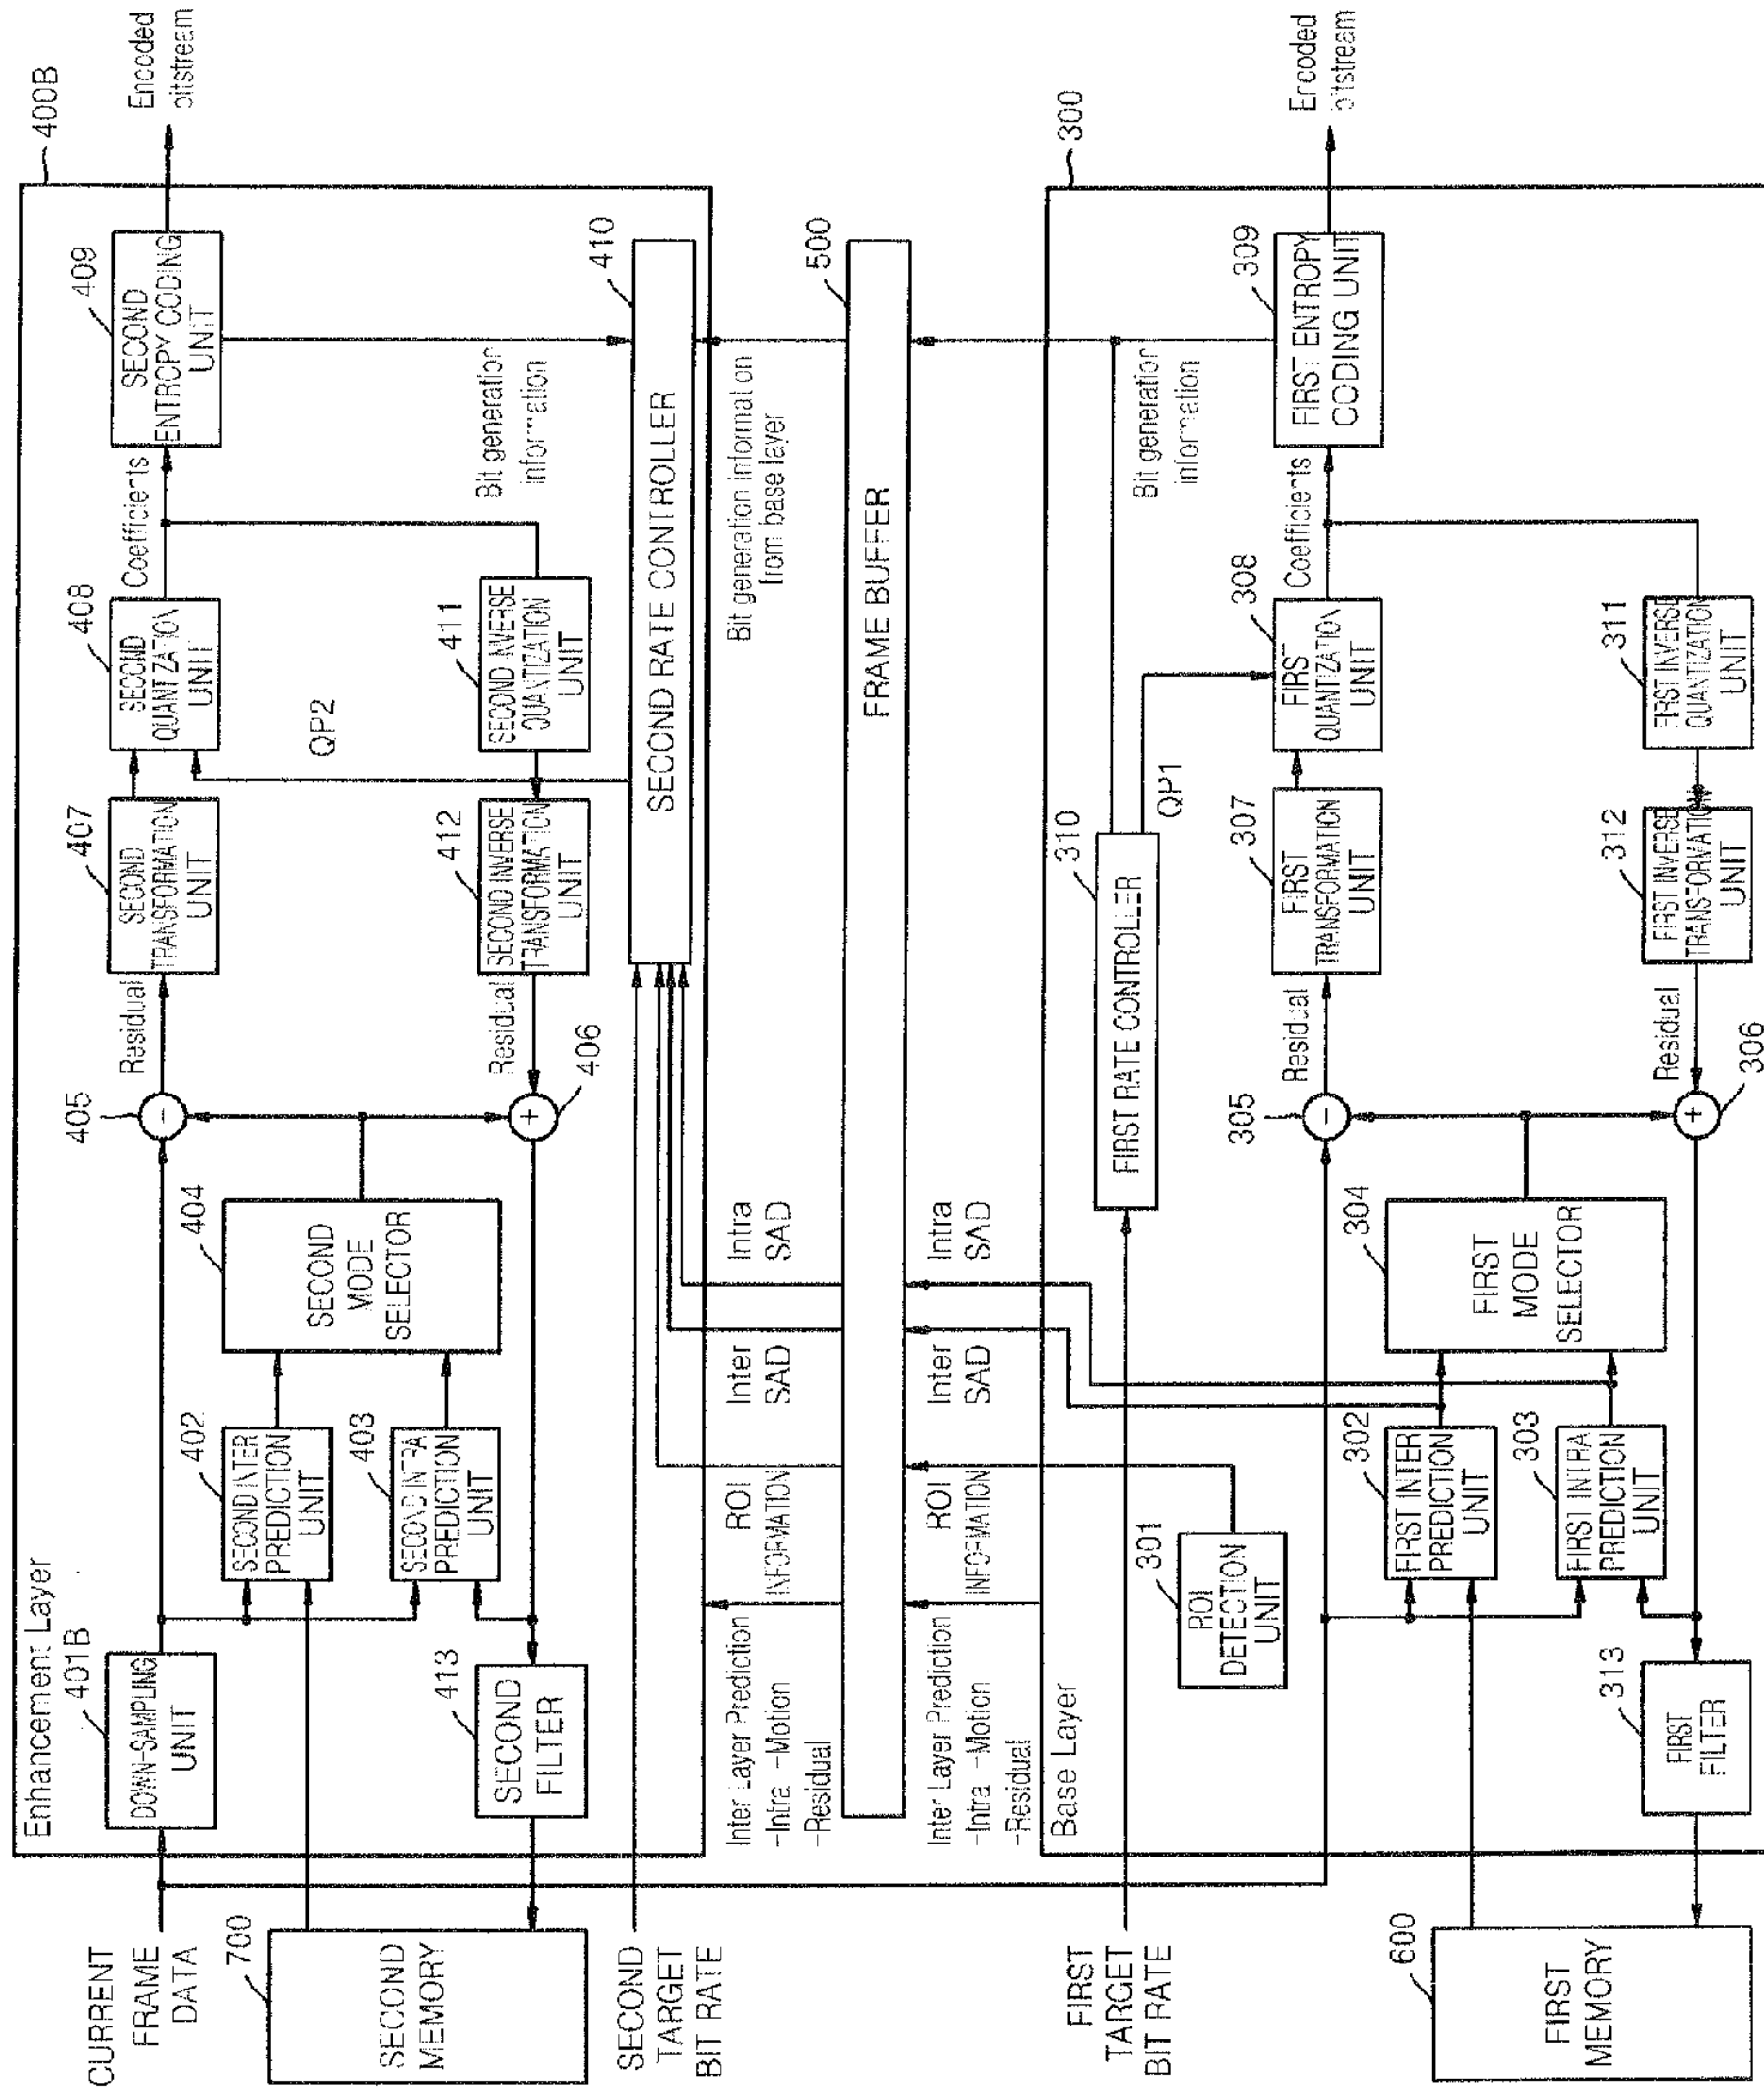 400B
Enhancement Layer
CURRENT
FRAME
DATA
401B
DOWN-SAMPLING
UNIT
405
-
Residual
407
SECOND
TRANSFORMATION
UNIT
408
SECOND
QUANTIZATION
UNIT
Coefficients
409
SECOND
ENTROPY CODING
UNIT
Encoded
bitstream
700
SECOND
MEMORY
402
SECOND INTER
PREDICTION
UNIT
403
SECOND INTRA
PREDICTION
UNIT
404
SECOND
MODE
SELECTOR
QP2
413
SECOND
FILTER
406
+
Residual
412
SECOND INVERSE
TRANSFORMATION
UNIT
411
SECOND INVERSE
QUANTIZATION
UNIT
Bit generation
information
SECOND
TARGET
BIT RATE
410
SECOND RATE CONTROLLER
Inter Layer Prediction
-Intra -Motion
-Residual
ROI
INFORMATION
Inter
SAD
Intra
SAD
Bit generation information
from base layer
500
FRAME BUFFER
Inter Layer Prediction
-Intra -Motion
-Residual
ROI
INFORMATION
Inter
SAD
Intra
SAD
300
Base Layer
FIRST
TARGET
BIT RATE
310
FIRST RATE CONTROLLER
Bit generation
information
QP1
301
ROI
DETECTION
UNIT
305
-
Residual
307
FIRST
TRANSFORMATION
UNIT
308
FIRST
QUANTIZATION
UNIT
Coefficients
309
FIRST ENTROPY
CODING UNIT
Encoded
bitstream
600
FIRST
MEMORY
302
FIRST INTER
PREDICTION
UNIT
303
FIRST INTRA
PREDICTION
UNIT
304
FIRST
MODE
SELECTOR
313
FIRST
FILTER
306
+
Residual
312
FIRST INVERSE
TRANSFORMATION
UNIT
311
FIRST INVERSE
QUANTIZATION
UNIT